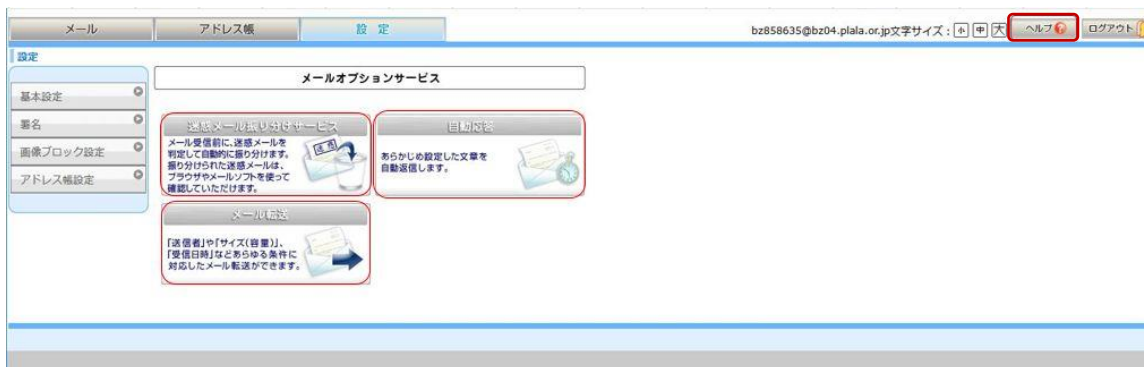 メール アドレス帳 設 定 bz858635@bz04.plala.or.jp文字サイズ： 小 中 大 ヘルプ ログアウト
設定
メールオプションサービス
基本設定
署名
画像ブロック設定
アドレス帳設定
迷惑メール振り分けサービス
メール受信前に、迷惑メールを
判定して自動的に振り分けます。
振り分けられた迷惑メールは、
ブラウザやメールソフトを使って
確認していただけます。
迷惑
自動応答
あらかじめ設定した文章を
自動返信します。
メール転送
「送信者」や「サイズ(容量)」、
「受信日時」などあらゆる条件に
対応したメール転送ができます。